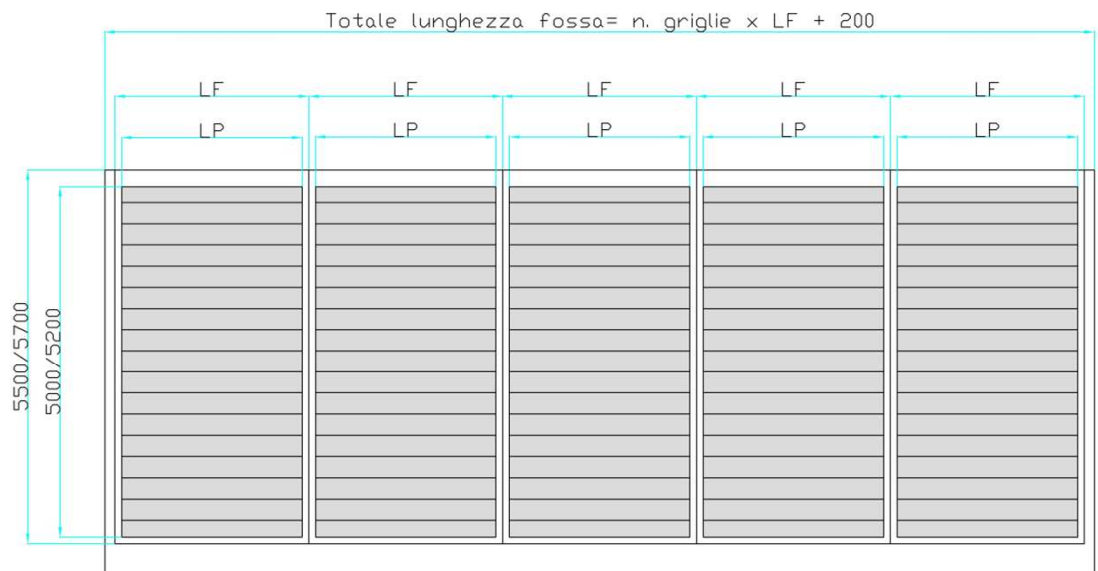 Totale lunghezza fossa= n. griglie x LF + 200
LF LF LF LF LF
LP LP LP LP LP
5500/5700
5000/5200